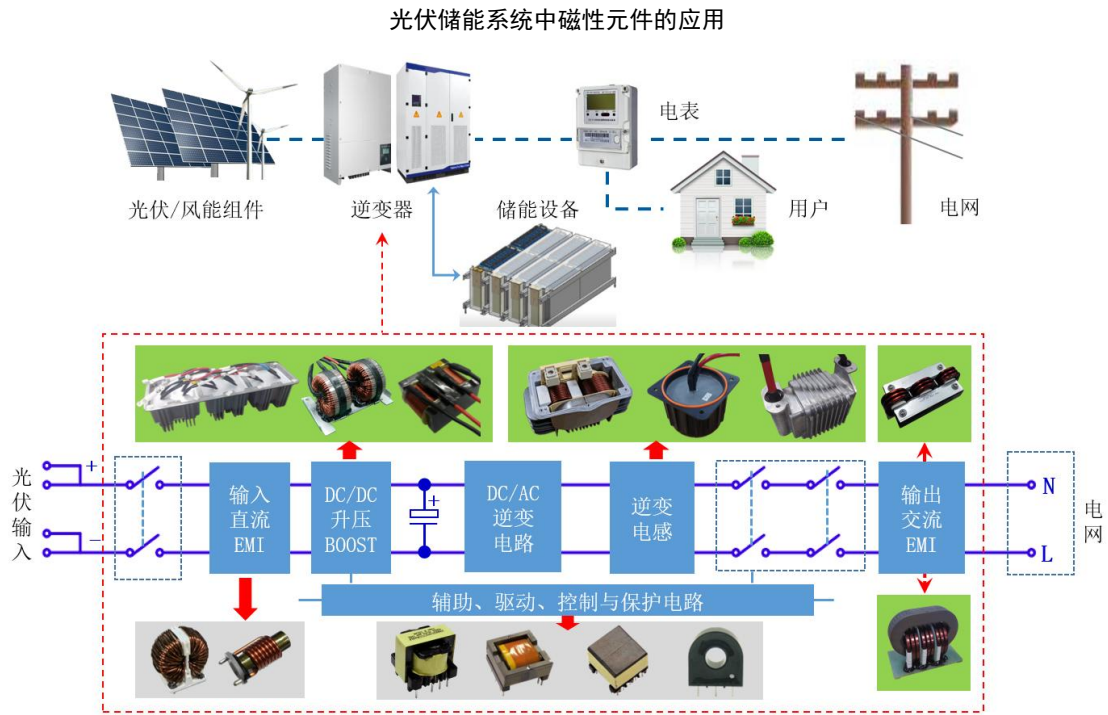 光伏储能系统中磁性元件的应用
电表
光伏/风能组件
逆变器
储能设备
用户
电网
光伏输入
+
−
输入
直流
EMI
DC/DC
升压
BOOST
+
DC/AC
逆变
电路
逆变
电感
输出
交流
EMI
N
L
电网
辅助、驱动、控制与保护电路